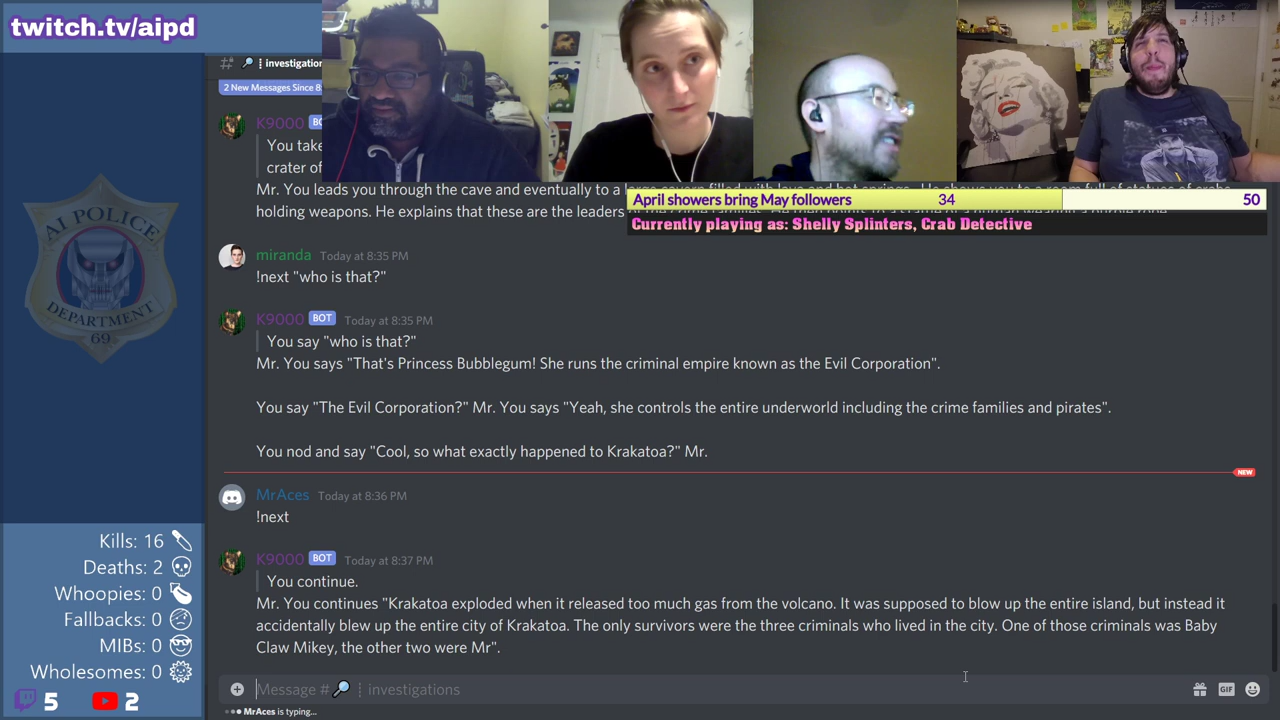 twitch.tv/aipd
investigation
2 New Messages Since 8
K9000 BO
You take
crater of
Mr. You leads you through the cave and eventually to a
holding weapons. He explains that these are the leaders
April showers bring May followers 34 50
Currently playing as: Shelly Splinters, Crab Detective
AI POLICE
DEPARTMENT
69
miranda Today at 8:35 PM
!next "who is that?"
K9000 BOT Today at 8:35 PM
You say "who is that?"
Mr. You says "That's Princess Bubblegum! She runs the criminal empire known as the Evil Corporation".
You say "The Evil Corporation?" Mr. You says "Yeah, she controls the entire underworld including the crime families and pirates".
You nod and say "Cool, so what exactly happened to Krakatoa?" Mr.
NEW
MrAces Today at 8:36 PM
!next
K9000 BOT Today at 8:37 PM
You continue.
Mr. You continues "Krakatoa exploded when it released too much gas from the volcano. It was supposed to blow up the entire island, but instead it
accidentally blew up the entire city of Krakatoa. The only survivors were the three criminals who lived in the city. One of those criminals was Baby
Claw Mikey, the other two were Mr".
Message # investigations
GIF
MrAces is typing...
Kills: 16
Deaths: 2
Whoopies: 0
Fallbacks: 0
MIBs: 0
Wholesomes: 0
5 2